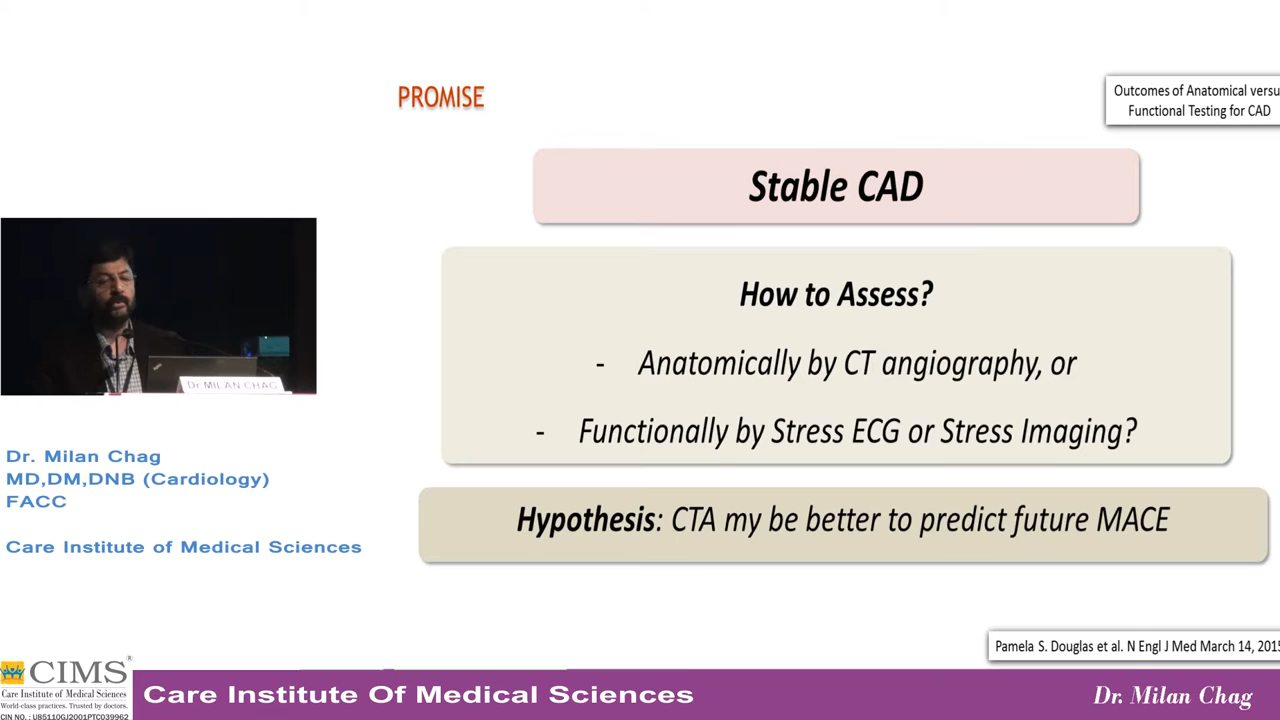 PROMISE
Outcomes of Anatomical versu
Functional Testing for CAD
Stable CAD
How to Assess?
- Anatomically by CT angiography, or
- Functionally by Stress ECG or Stress Imaging?
Hypothesis: CTA my be better to predict future MACE
Dr MILAN CHAG
Dr. Milan Chag
MD,DM,DNB (Cardiology)
FACC
Care Institute of Medical Sciences
Pamela S. Douglas et al. N Engl J Med March 14, 2015
CIMS®
Care Institute of Medical Sciences
World-class practices. Trusted by doctors.
CIN NO. : U85110GJ2001PTC039962
Care Institute Of Medical Sciences
Dr. Milan Chag